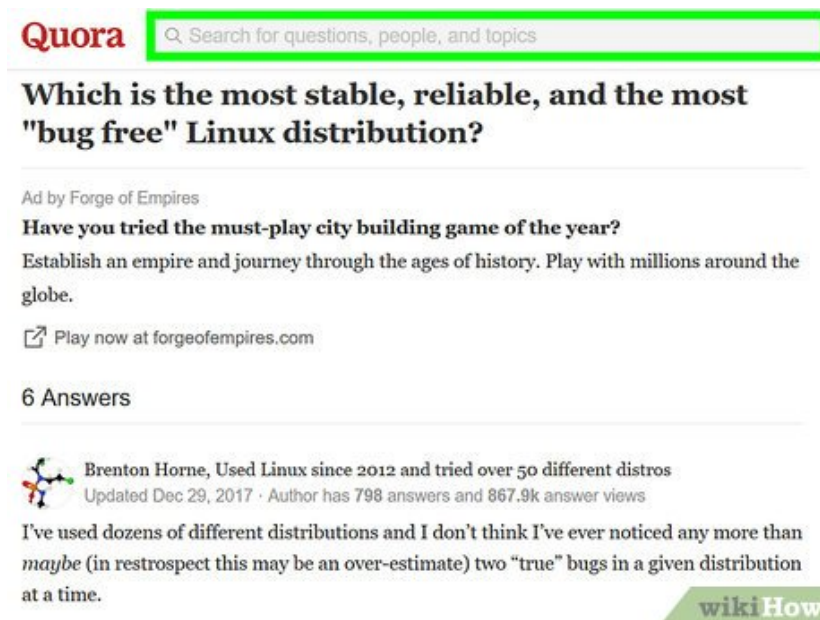 Quora
Search for questions, people, and topics
Which is the most stable, reliable, and the most
"bug free" Linux distribution?
Ad by Forge of Empires
Have you tried the must-play city building game of the year?
Establish an empire and journey through the ages of history. Play with millions around the
globe.
Play now at forgeofempires.com
6 Answers
Brenton Horne, Used Linux since 2012 and tried over 50 different distros
Updated Dec 29, 2017 · Author has 798 answers and 867.9k answer views
I've used dozens of different distributions and I don't think I've ever noticed any more than
maybe (in restrospect this may be an over-estimate) two “true” bugs in a given distribution
at a time.
wikiHow